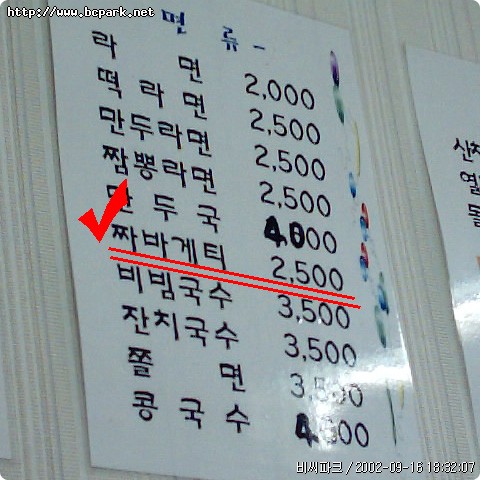 http://www.bcpark.net
면 류 -
라 면 2,000
떡 라 면 2,500
만두라면 2,500
짬뽕라면 2,500
만 두 국 4,000
짜바게티 2,500
비빔국수 3,500
잔치국수 3,500
쫄 면 3,500
콩 국 수
비씨파크 / 2002-09-16 18:32:07